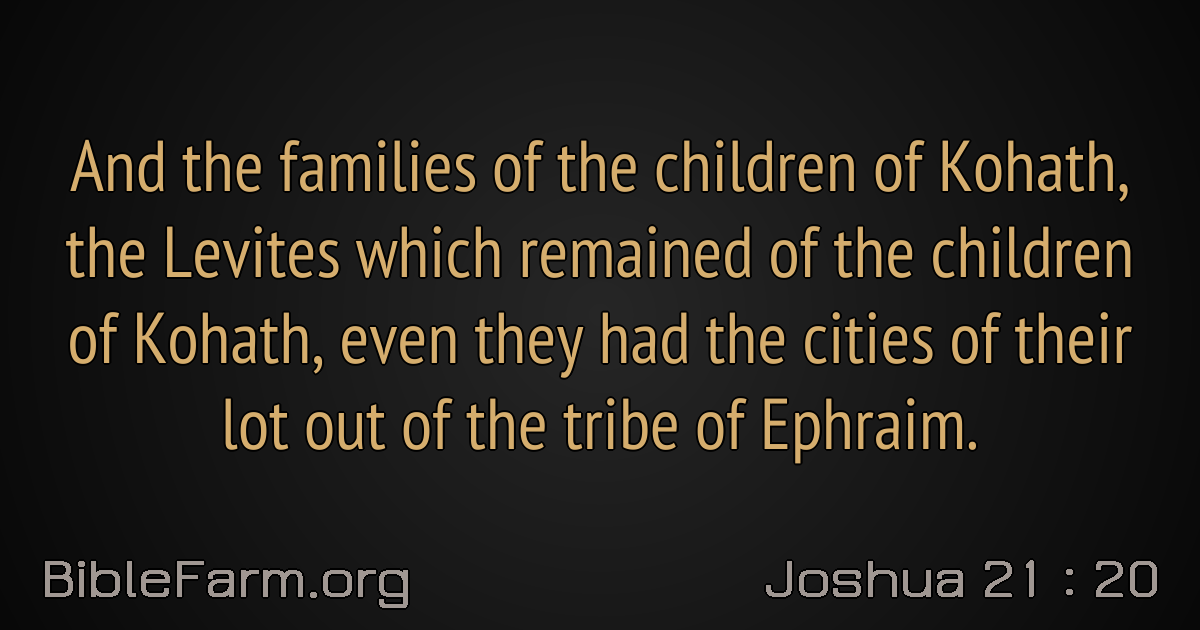 And the families of the children of Kohath,
the Levites which remained of the children
of Kohath, even they had the cities of their
lot out of the tribe of Ephraim.
BibleFarm.org
Joshua 21 : 20